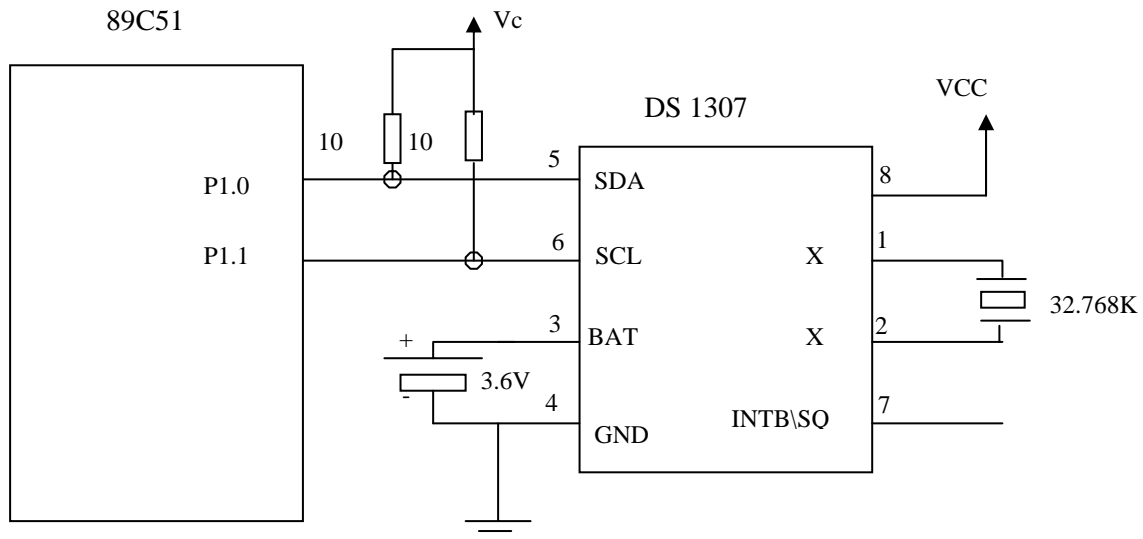 89C51
Vc
VCC
DS 1307
10
10
5
8
P1.0
SDA
6
1
P1.1
SCL
X
32.768K
3
2
+
BAT
X
3.6V
-
4
7
GND
INTB\SQ